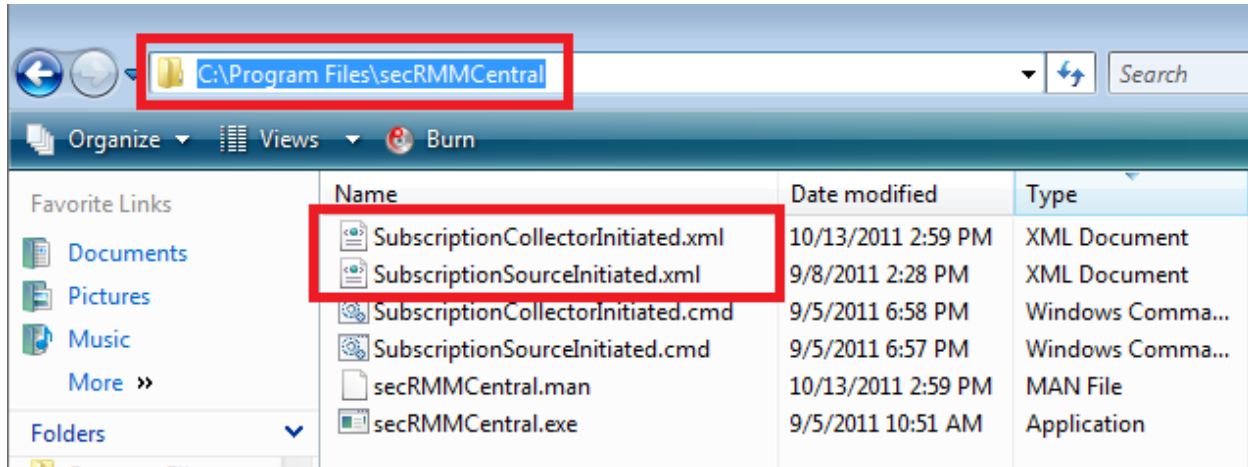 C:\Program Files\secRMMCentral Search
Organize Views Burn
Favorite Links Name Date modified Type
SubscriptionCollectorInitiated.xml 10/13/2011 2:59 PM XML Document
Documents SubscriptionSourceInitiated.xml 9/8/2011 2:28 PM XML Document
Pictures SubscriptionCollectorInitiated.cmd 9/5/2011 6:58 PM Windows Comma...
Music SubscriptionSourceInitiated.cmd 9/5/2011 6:57 PM Windows Comma...
More » secRMMCentral.man 10/13/2011 2:59 PM MAN File
Folders secRMMCentral.exe 9/5/2011 10:51 AM Application